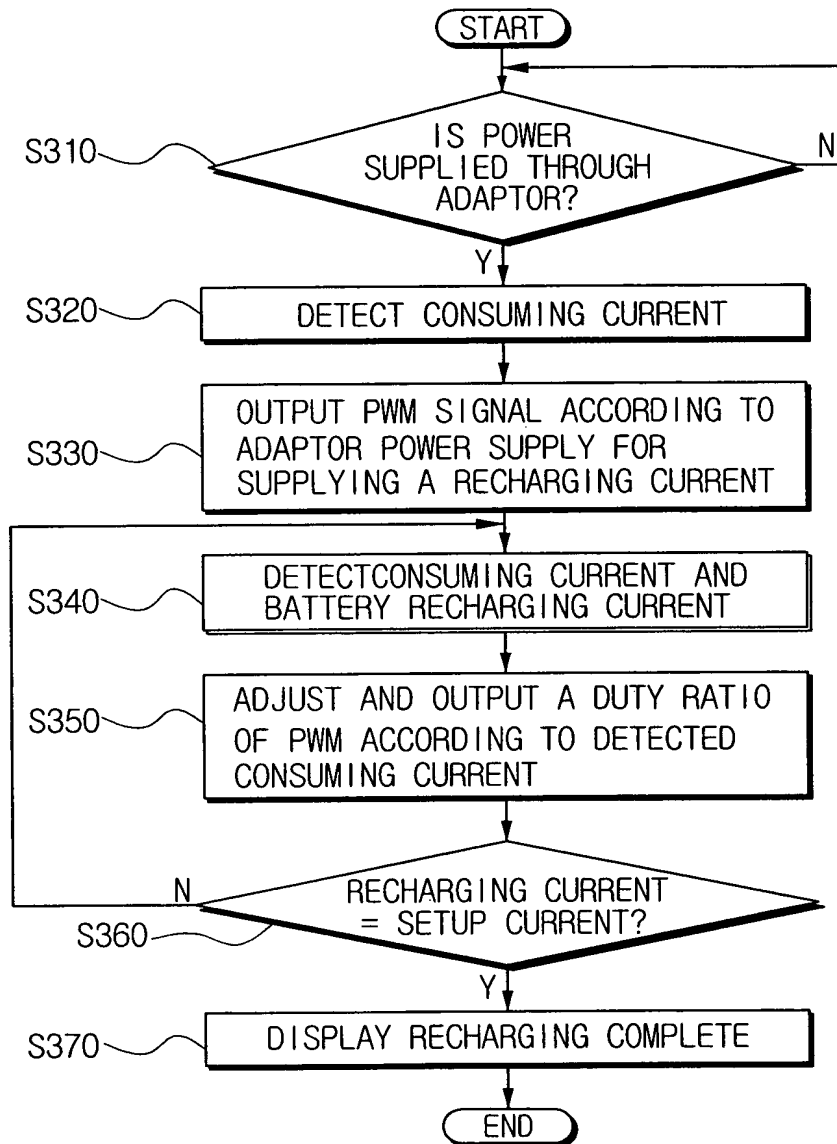 START
S310
IS POWER
SUPPLIED THROUGH
ADAPTOR?
N
Y
S320
DETECT CONSUMING CURRENT
S330
OUTPUT PWM SIGNAL ACCORDING TO
ADAPTOR POWER SUPPLY FOR
SUPPLYING A RECHARGING CURRENT
S340
DETECTCONSUMING CURRENT AND
BATTERY RECHARGING CURRENT
S350
ADJUST AND OUTPUT A DUTY RATIO
OF PWM ACCORDING TO DETECTED
CONSUMING CURRENT
N
S360
RECHARGING CURRENT
= SETUP CURRENT?
Y
S370
DISPLAY RECHARGING COMPLETE
END